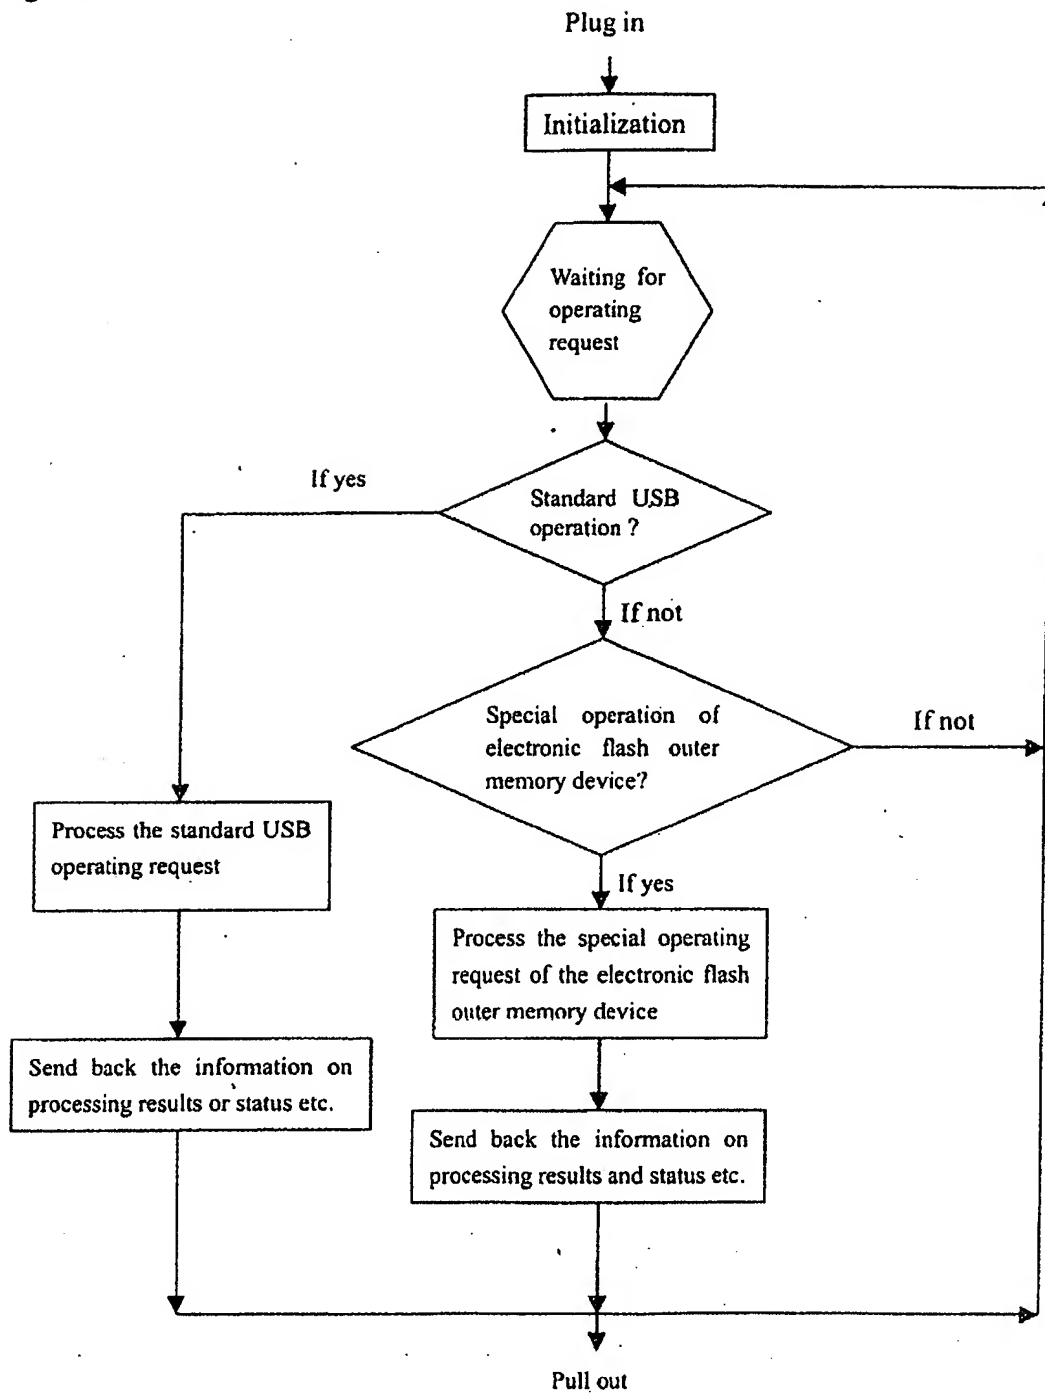 Plug in
Initialization
Waiting for
operating
request
If yes
Standard USB
operation ?
If not
Special operation of
electronic flash outer
memory device?
If not
Process the standard USB
operating request
If yes
Process the special operating
request of the electronic flash
outer memory device
Send back the information on
processing results or status etc.
Send back the information on
processing results and status etc.
Pull out